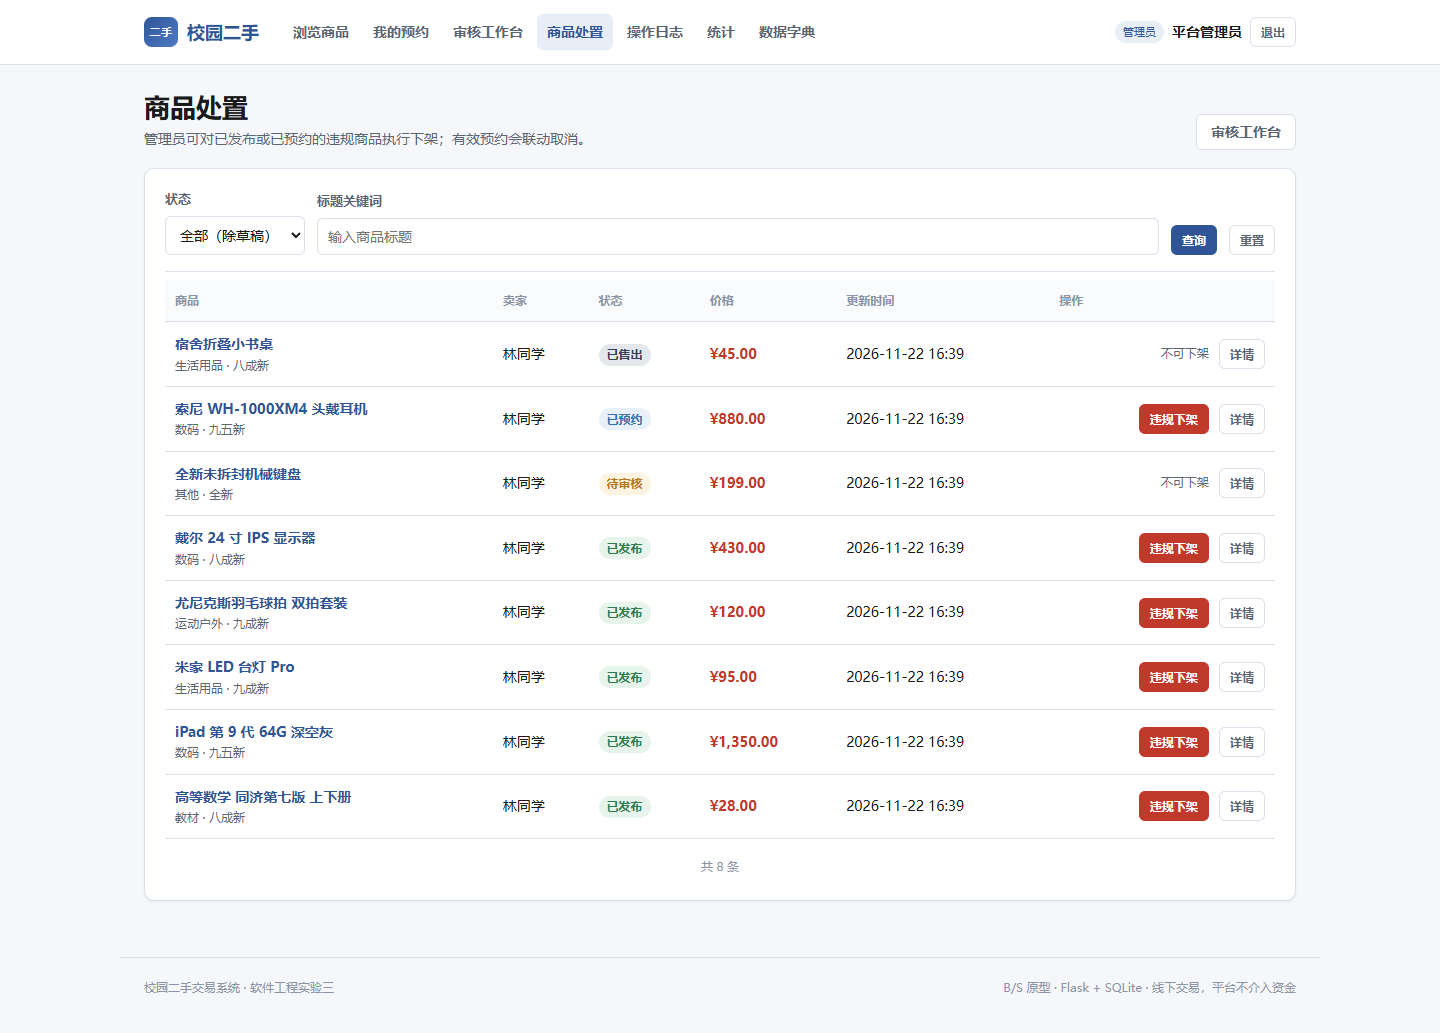 二手 校园二手 浏览商品 我的预约 审核工作台 商品处置 操作日志 统计 数据字典 管理员 平台管理员 退出
商品处置
管理员可对已发布或已预约的违规商品执行下架；有效预约会联动取消。
审核工作台
状态 标题关键词
全部（除草稿） 输入商品标题 查询 重置
商品 卖家 状态 价格 更新时间 操作
宿舍折叠小书桌
生活用品 · 八成新
林同学 已售出 ¥45.00 2026-11-22 16:39 不可下架 详情
索尼 WH-1000XM4 头戴耳机
数码 · 九五新
林同学 已预约 ¥880.00 2026-11-22 16:39 违规下架 详情
全新未拆封机械键盘
其他 · 全新
林同学 待审核 ¥199.00 2026-11-22 16:39 不可下架 详情
戴尔 24 寸 IPS 显示器
数码 · 八成新
林同学 已发布 ¥430.00 2026-11-22 16:39 违规下架 详情
尤尼克斯羽毛球拍 双拍套装
运动户外 · 九成新
林同学 已发布 ¥120.00 2026-11-22 16:39 违规下架 详情
米家 LED 台灯 Pro
生活用品 · 九成新
林同学 已发布 ¥95.00 2026-11-22 16:39 违规下架 详情
iPad 第 9 代 64G 深空灰
数码 · 九五新
林同学 已发布 ¥1,350.00 2026-11-22 16:39 违规下架 详情
高等数学 同济第七版 上下册
教材 · 八成新
林同学 已发布 ¥28.00 2026-11-22 16:39 违规下架 详情
共 8 条
校园二手交易系统 · 软件工程实验三 B/S 原型 · Flask + SQLite · 线下交易，平台不介入资金